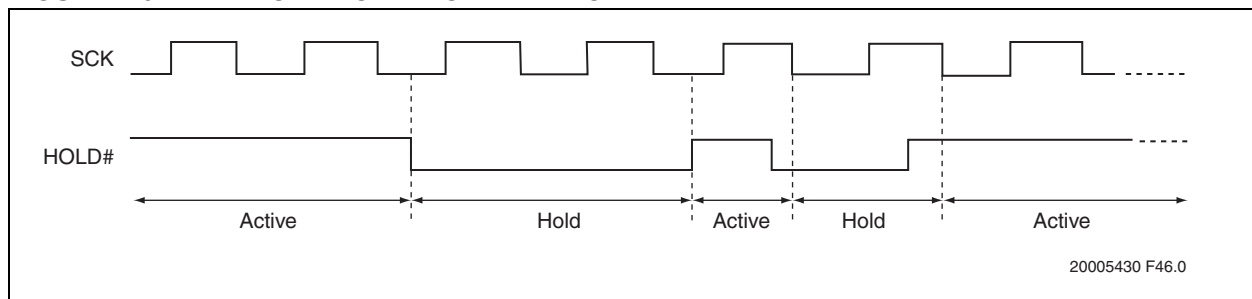 SCK
HOLD#
Active
Hold
Active
Hold
Active
20005430 F46.0